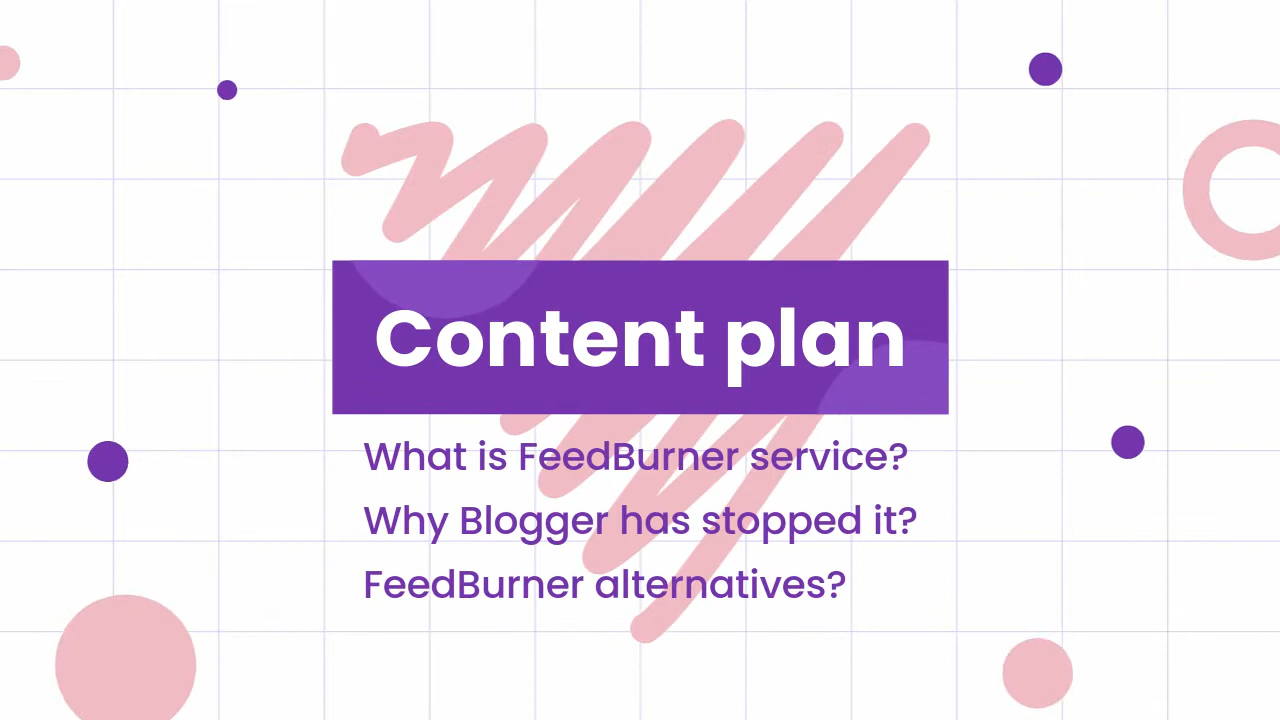 Content plan
What is FeedBurner service?
Why Blogger has stopped it?
FeedBurner alternatives?